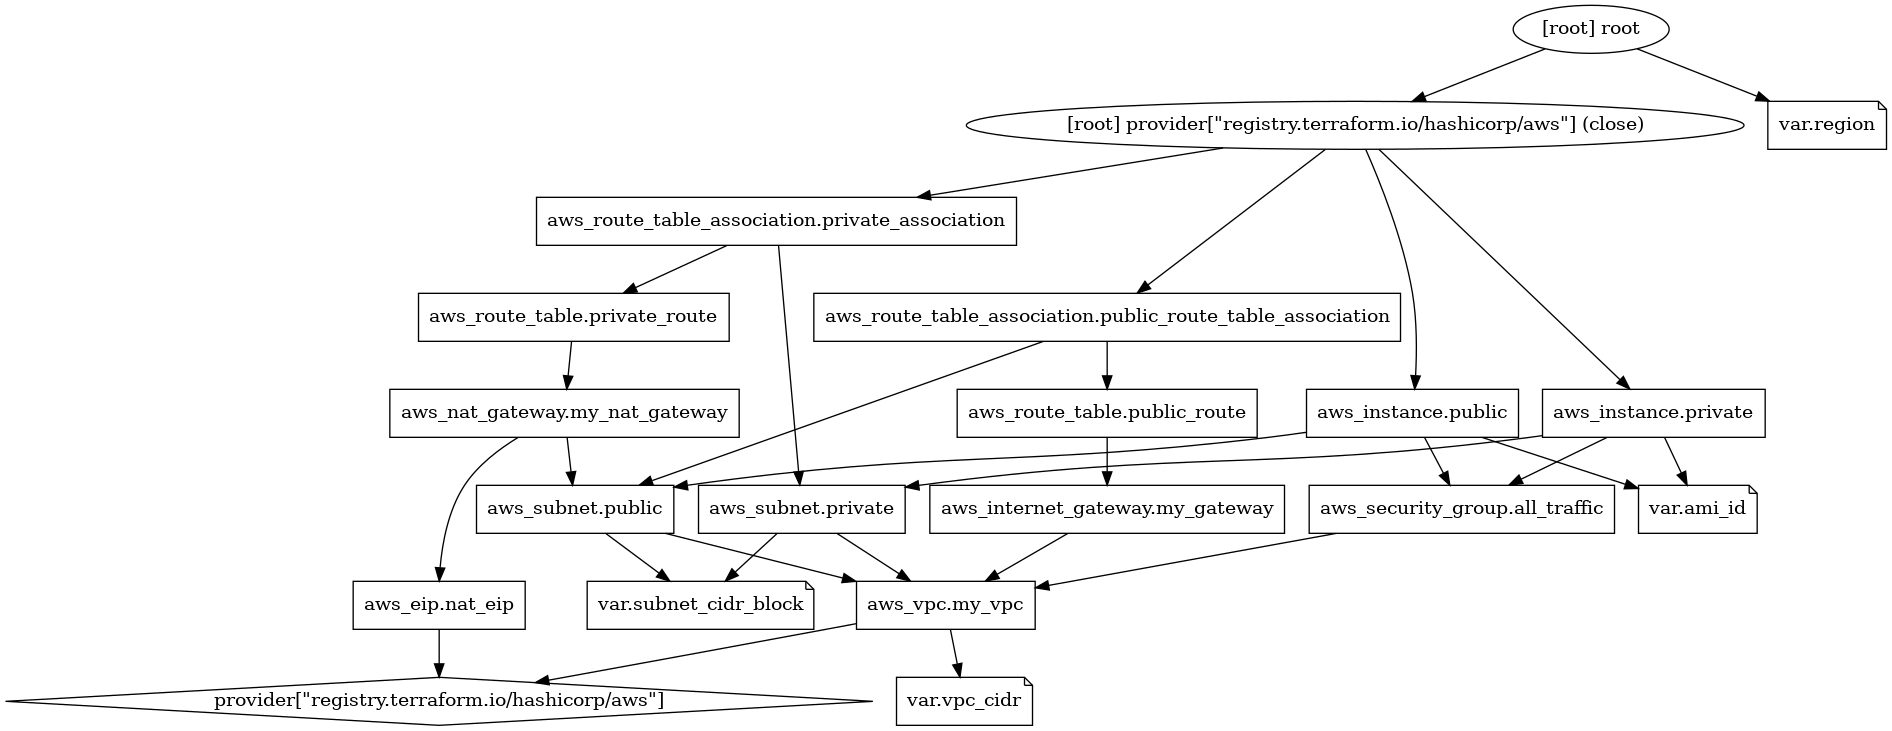 [root] root
[root] provider["registry.terraform.io/hashicorp/aws"] (close)
var.region
aws_route_table_association.private_association
aws_route_table.private_route
aws_route_table_association.public_route_table_association
aws_nat_gateway.my_nat_gateway
aws_route_table.public_route
aws_instance.public
aws_instance.private
aws_subnet.public
aws_subnet.private
aws_internet_gateway.my_gateway
aws_security_group.all_traffic
var.ami_id
aws_eip.nat_eip
var.subnet_cidr_block
aws_vpc.my_vpc
provider["registry.terraform.io/hashicorp/aws"]
var.vpc_cidr